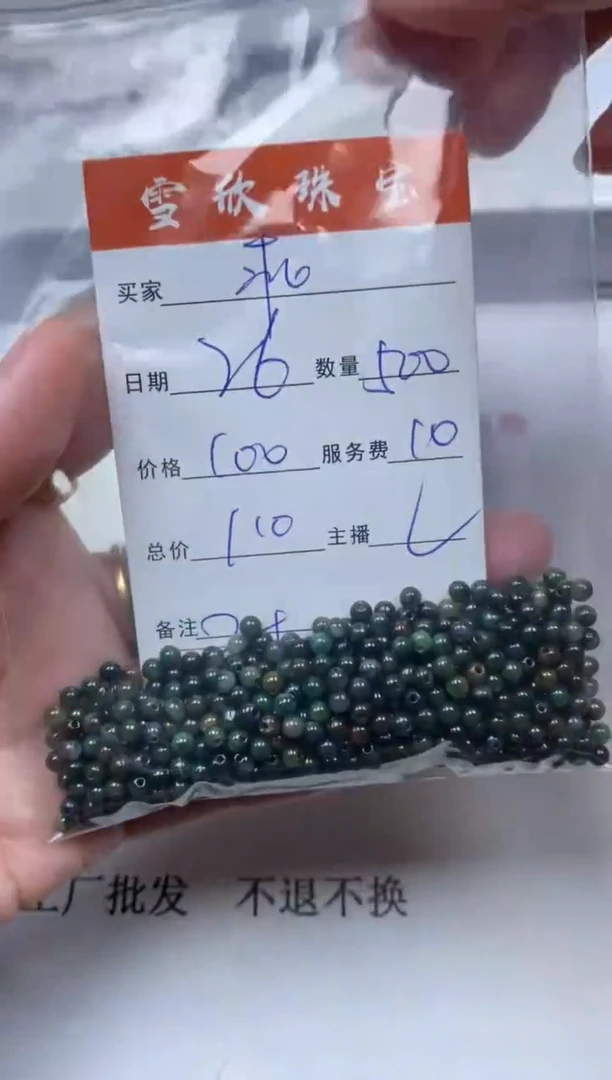 雪欣珠宝
买家
日期 26 数量 500
价格 100 服务费 10
总价 110 主播
备注
工厂批发 不退不换